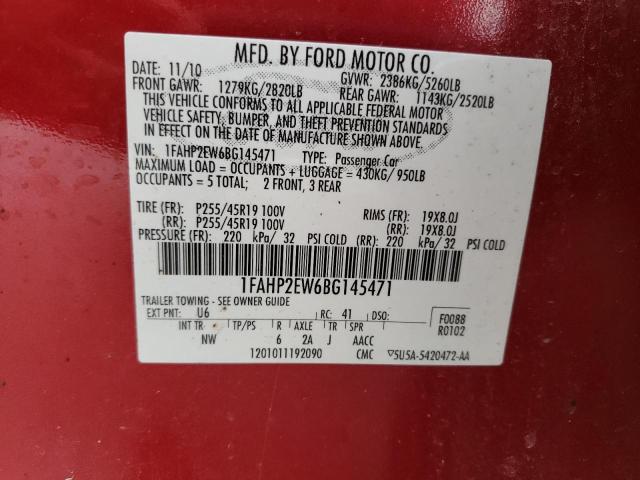 MFD. BY FORD MOTOR CO.
DATE: 11/10 GVWR: 2386KG/5260LB
FRONT GAWR: 1279KG/2820LB REAR GAWR: 1143KG/2520LB
THIS VEHICLE CONFORMS TO ALL APPLICABLE FEDERAL MOTOR
VEHICLE SAFETY, BUMPER, AND THEFT PREVENTION STANDARDS
IN EFFECT ON THE DATE OF MANUFACTURE SHOWN ABOVE.
VIN: 1FAHP2EW6BG145471 TYPE: Passenger Car
MAXIMUM LOAD = OCCUPANTS + LUGGAGE = 430KG/950LB
OCCUPANTS = 5 TOTAL; 2 FRONT, 3 REAR
TIRE (FR): P255/45R19 100V RIMS (FR): 19X8.0J
(RR): P255/45R19 100V (RR): 19X8.0J
PRESSURE (FR): 220 kPa/ 32 PSI COLD (RR): 220 kPa/ 32 PSI COLD
1FAHP2EW6BG145471
TRAILER TOWING - SEE OWNER GUIDE
EXT PNT: U6 RC: 41 DSO: F0088
R0102
INT TR TP/PS R AXLE TR SPR
NW 6 2A J AACC
1201011192090 CMC ▽5U5A-5420472-AA